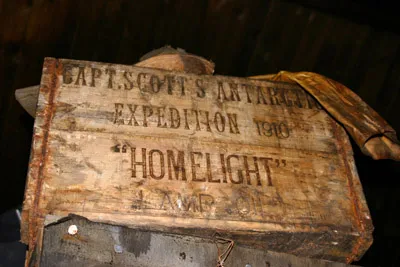 CAPT. SCOTT'S ANTARCTIC
EXPEDITION 1910
"HOMELIGHT"
LAMP OIL